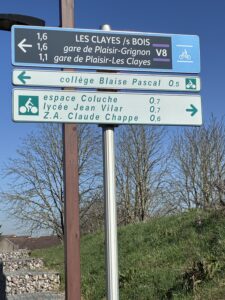 1,6 LES CLAYES /s BOIS
1,6 gare de Plaisir-Grignon V8
1,1 gare de Plaisir-Les Clayes
collège Blaise Pascal 0,5
espace Coluche 0,7
lycée Jean Vilar 0,7
Z.A. Claude Chappe 0,6